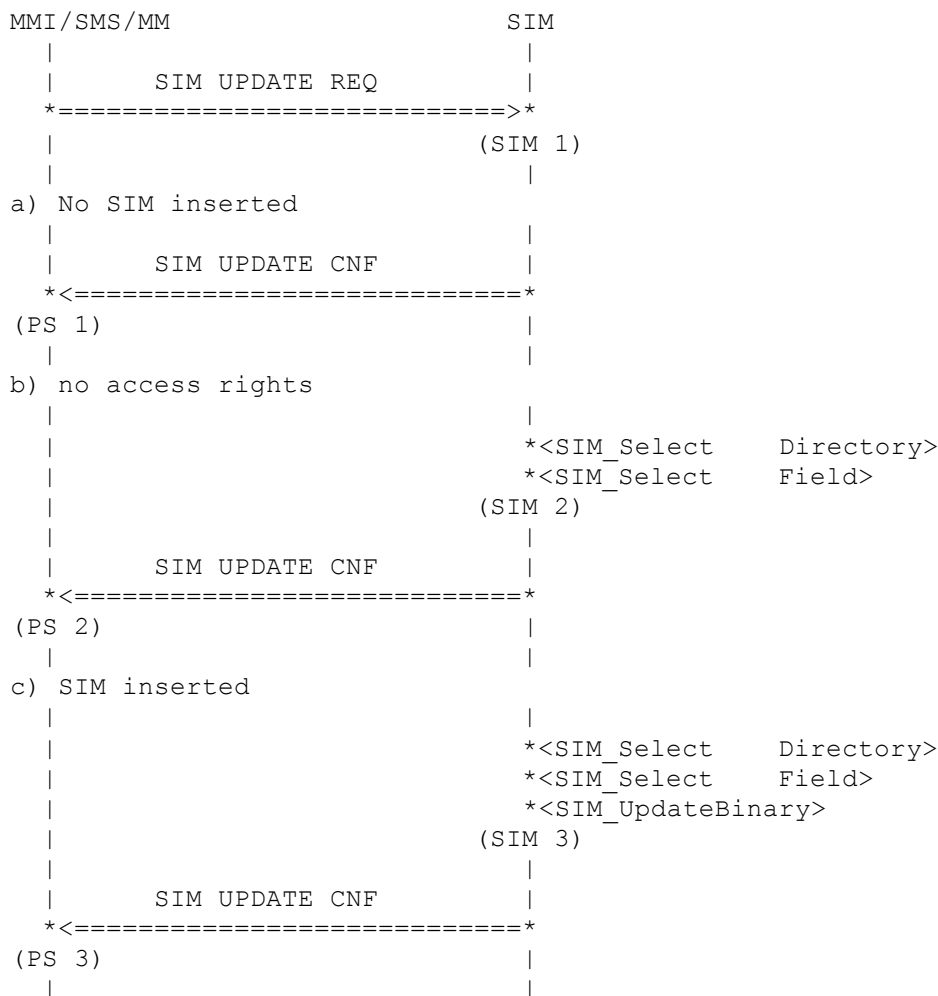 MMI/SMS/MM                     SIM
  |                             |
  |      SIM UPDATE REQ         |
  *============================>*
  |                          (SIM 1)
  |                             |
a) No SIM inserted
  |                             |
  |      SIM UPDATE CNF         |
  *<============================*
(PS 1)                          |
  |                             |
b) no access rights
  |                             |
  |                             *<SIM_Select    Directory>
  |                             *<SIM_Select    Field>
  |                          (SIM 2)
  |                             |
  |      SIM UPDATE CNF         |
  *<============================*
(PS 2)                          |
  |                             |
c) SIM inserted
  |                             |
  |                             *<SIM_Select    Directory>
  |                             *<SIM_Select    Field>
  |                             *<SIM_UpdateBinary>
  |                          (SIM 3)
  |                             |
  |      SIM UPDATE CNF         |
  *<============================*
(PS 3)                          |
  |                             |